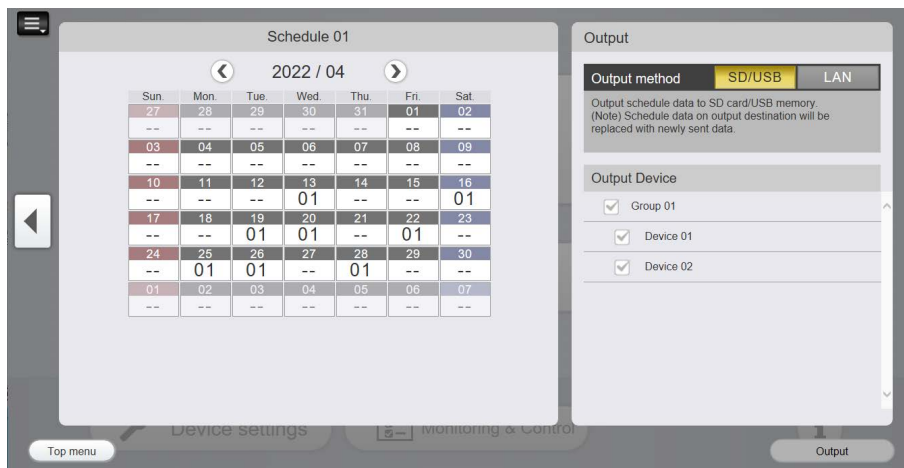 Schedule 01
2022 / 04
Sun. Mon. Tue. Wed. Thu. Fri. Sat.
27 28 29 30 31 01 02
-- -- -- -- -- -- --
03 04 05 06 07 08 09
-- -- -- -- -- -- --
10 11 12 13 14 15 16
-- -- -- 01 -- -- 01
17 18 19 20 21 22 23
-- -- 01 01 -- 01 --
24 25 26 27 28 29 30
-- 01 01 -- 01 -- --
01 02 03 04 05 06 07
-- -- -- -- -- -- --
Output
Output method SD/USB LAN
Output schedule data to SD card/USB memory.
(Note) Schedule data on output destination will be
replaced with newly sent data.
Output Device
Group 01
Device 01
Device 02
Device settings
Monitoring & Control
Top menu
Output